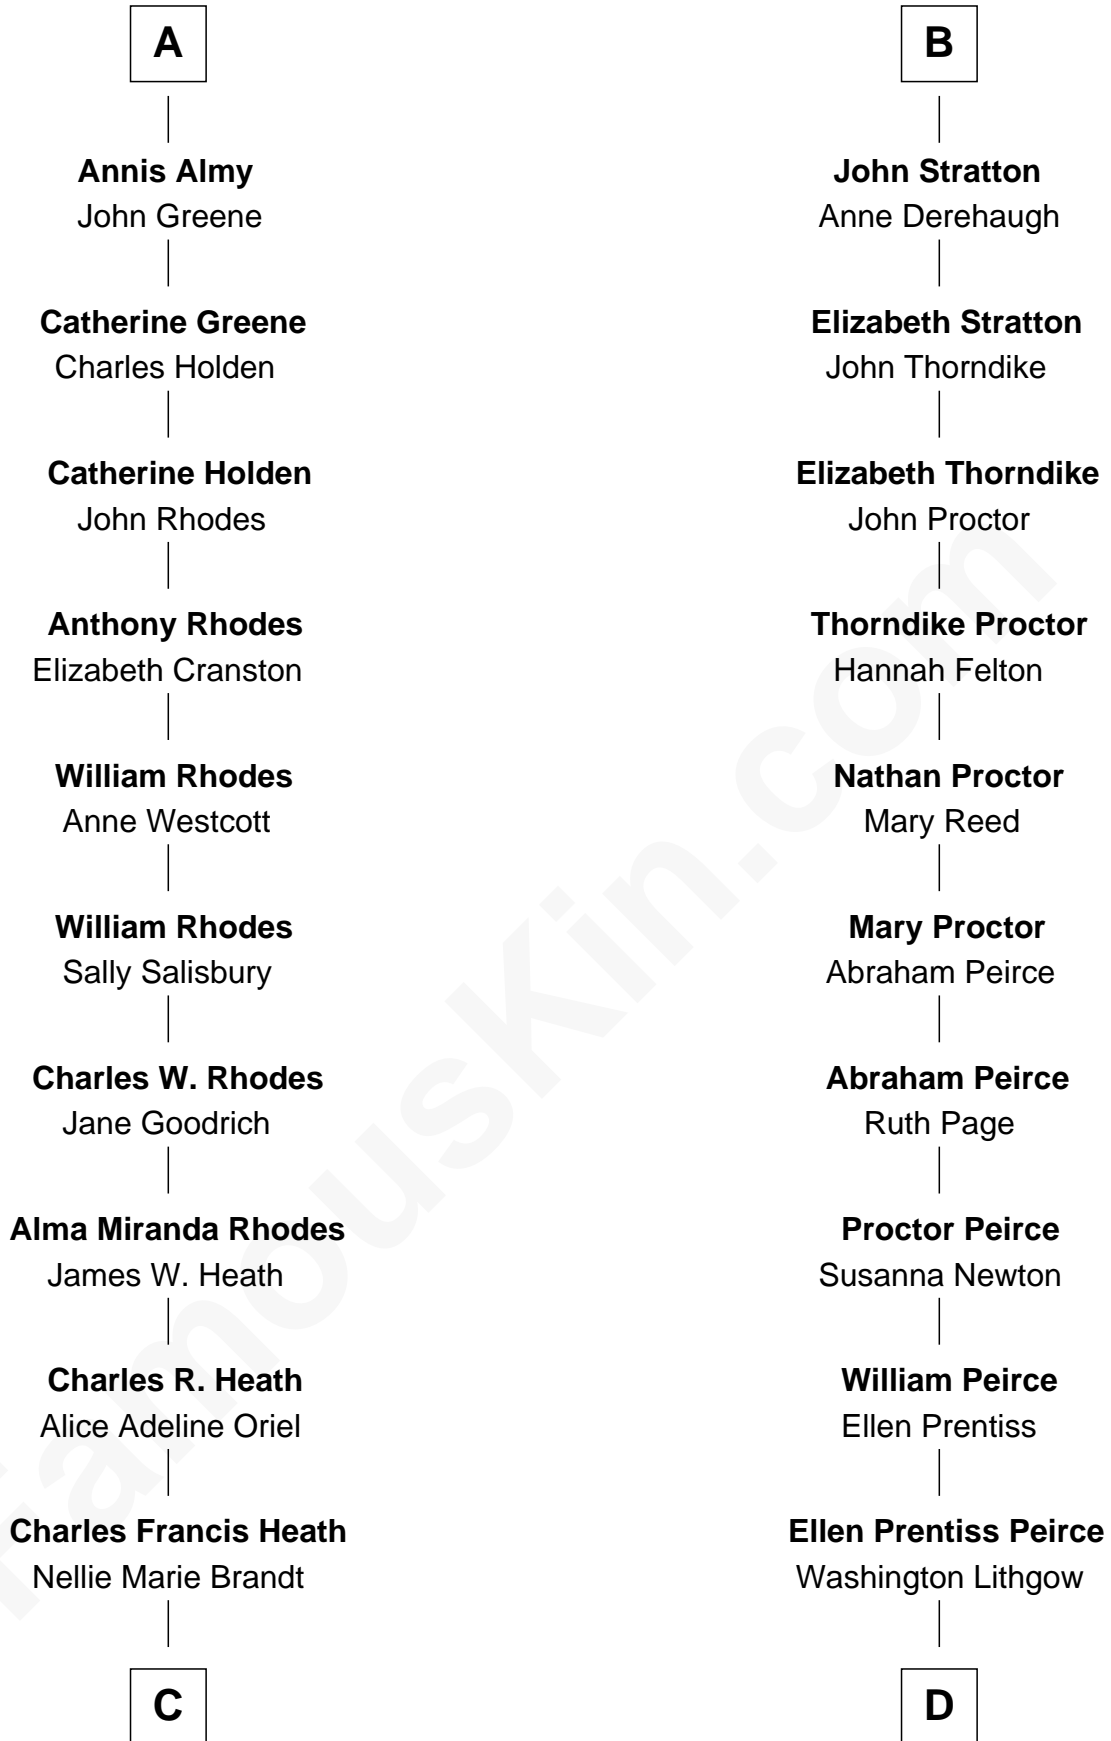 A
Annis Almy
John Greene
Catherine Greene
Charles Holden
Catherine Holden
John Rhodes
Anthony Rhodes
Elizabeth Cranston
William Rhodes
Anne Westcott
William Rhodes
Sally Salisbury
Charles W. Rhodes
Jane Goodrich
Alma Miranda Rhodes
James W. Heath
Charles R. Heath
Alice Adeline Oriel
Charles Francis Heath
Nellie Marie Brandt
C
B
John Stratton
Anne Derehaugh
Elizabeth Stratton
John Thorndike
Elizabeth Thorndike
John Proctor
Thorndike Proctor
Hannah Felton
Nathan Proctor
Mary Reed
Mary Proctor
Abraham Peirce
Abraham Peirce
Ruth Page
Proctor Peirce
Susanna Newton
William Peirce
Ellen Prentiss
Ellen Prentiss Peirce
Washington Lithgow
D
FamousKin.com